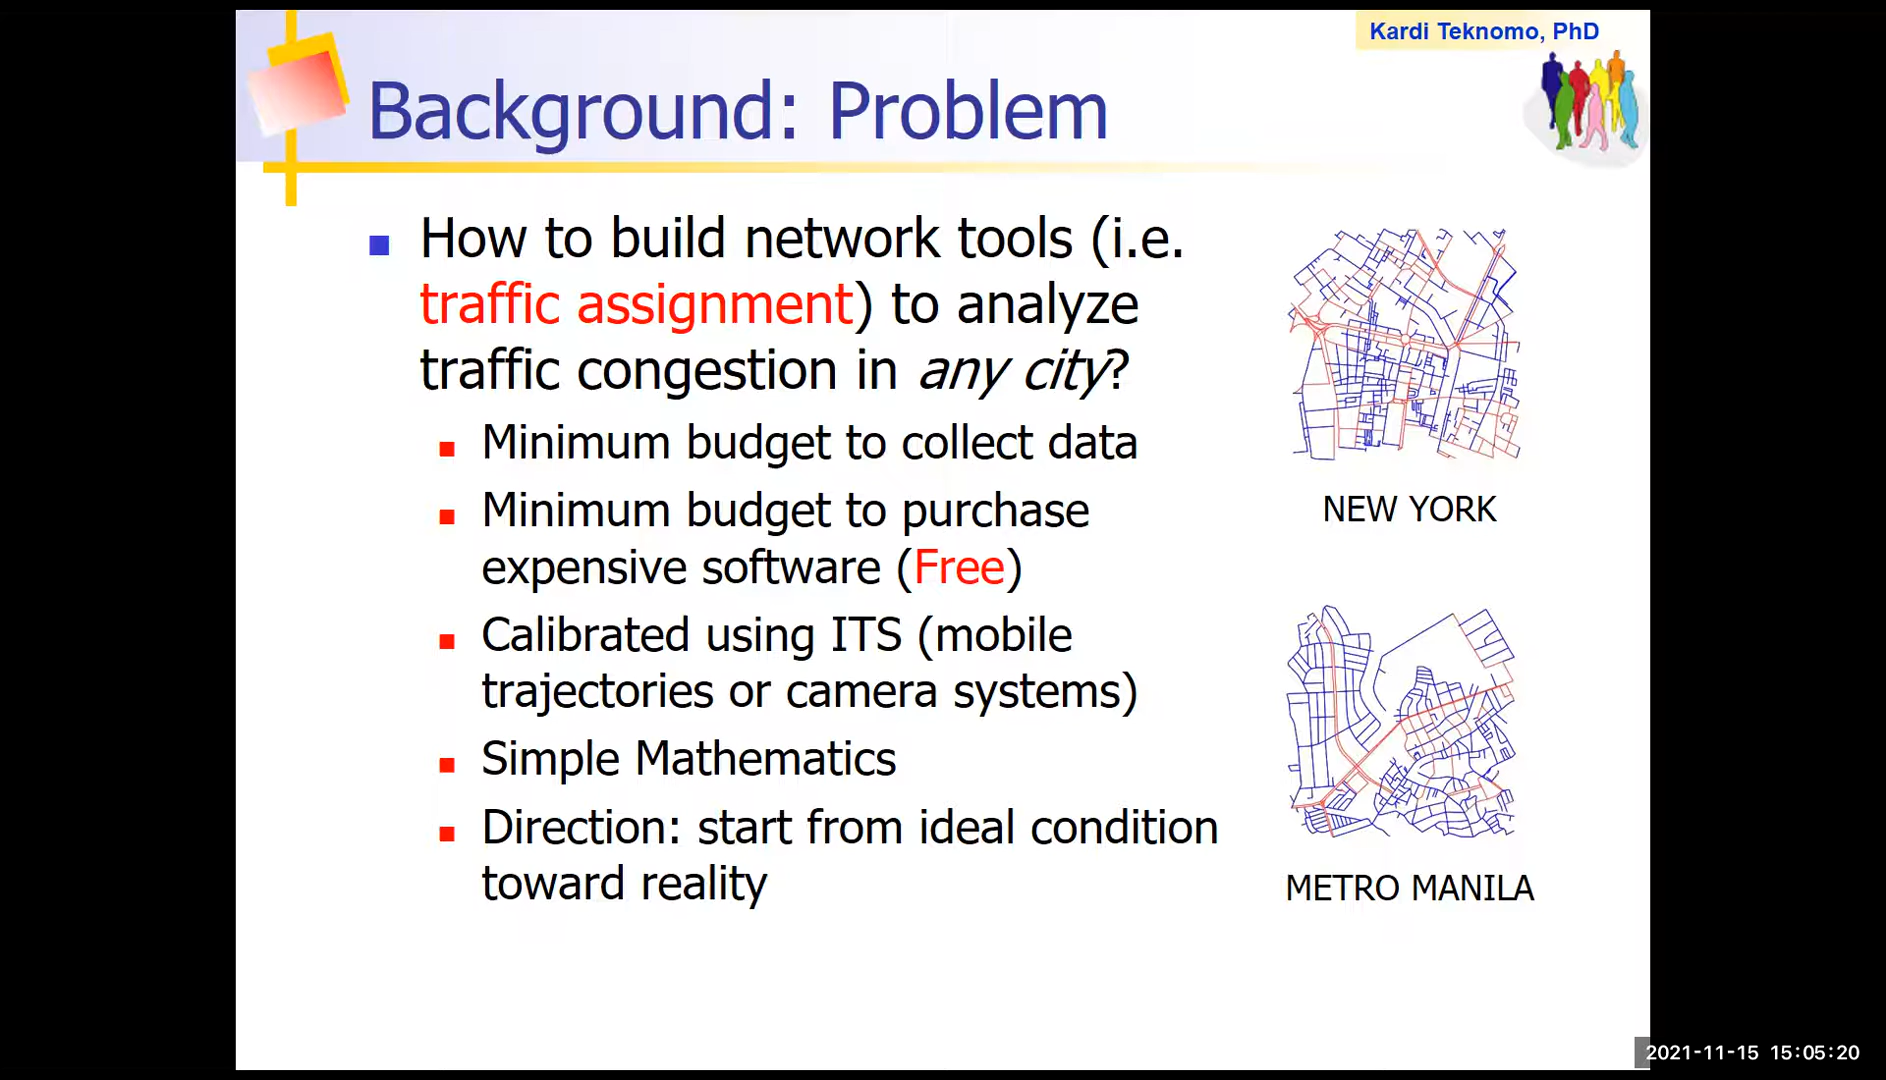 Kardi Teknomo, PhD
Background: Problem
How to build network tools (i.e.
traffic assignment) to analyze
traffic congestion in any city?
Minimum budget to collect data
Minimum budget to purchase
expensive software (Free)
Calibrated using ITS (mobile
trajectories or camera systems)
Simple Mathematics
Direction: start from ideal condition
toward reality
NEW YORK
METRO MANILA
2021-11-15 15:05:20